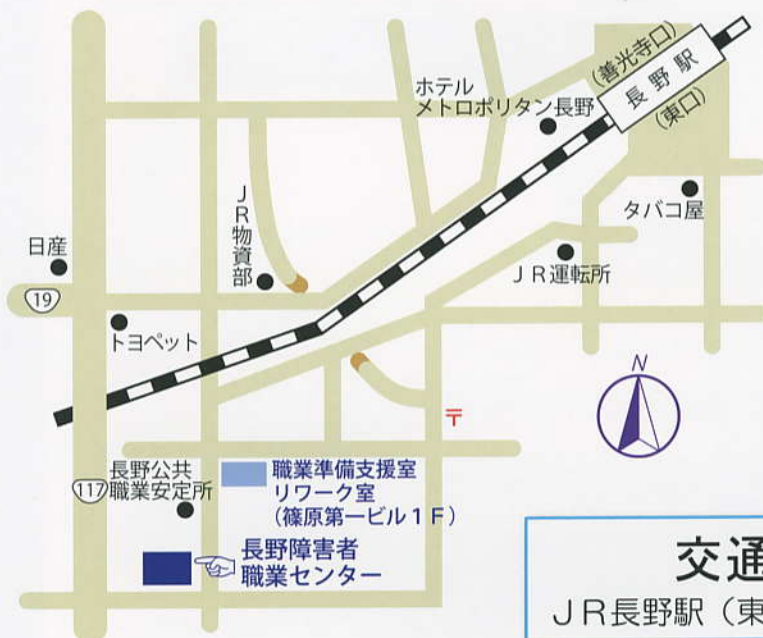 (善光寺口)
長野駅
(東口)
ホテル
メトロポリタン長野
タバコ屋
JR物資部
JR運転所
日産
19
トヨペット
N
〒
117
長野公共
職業安定所
職業準備支援室
リワーク室
(篠原第一ビル1F)
長野障害者
職業センター
交通
JR長野駅(東